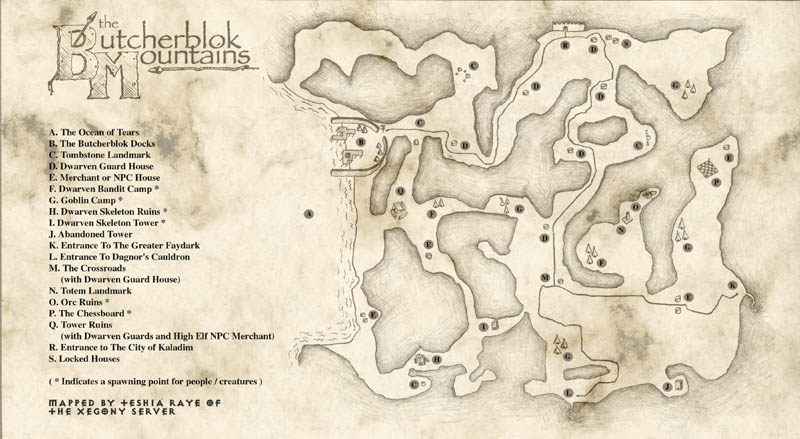 the
Butcherblok
Mountains
A. The Ocean of Tears
B. The Butcherblok Docks
C. Tombstone Landmark
D. Dwarven Guard House
E. Merchant or NPC House
F. Dwarven Bandit Camp *
G. Goblin Camp *
H. Dwarven Skeleton Ruins *
I. Dwarven Skeleton Tower *
J. Abandoned Tower
K. Entrance To The Greater Faydark
L. Entrance To Dagnor's Cauldron
M. The Crossroads
(with Dwarven Guard House)
N. Totem Landmark
O. Orc Ruins *
P. The Chessboard *
Q. Tower Ruins
(with Dwarven Guards and High Elf NPC Merchant)
R. Entrance to The City of Kaladim
S. Locked Houses
( * Indicates a spawning point for people / creatures )
MAPPED BY TESHIA RAYE OF
THE XEGONY SERVER
R
D
S
C
D
D
G
C
B
D
D
C
E
P
Q
F
G
O
A
N
D
G
E
F
M
K
E
E
I
G
H
C
L
J